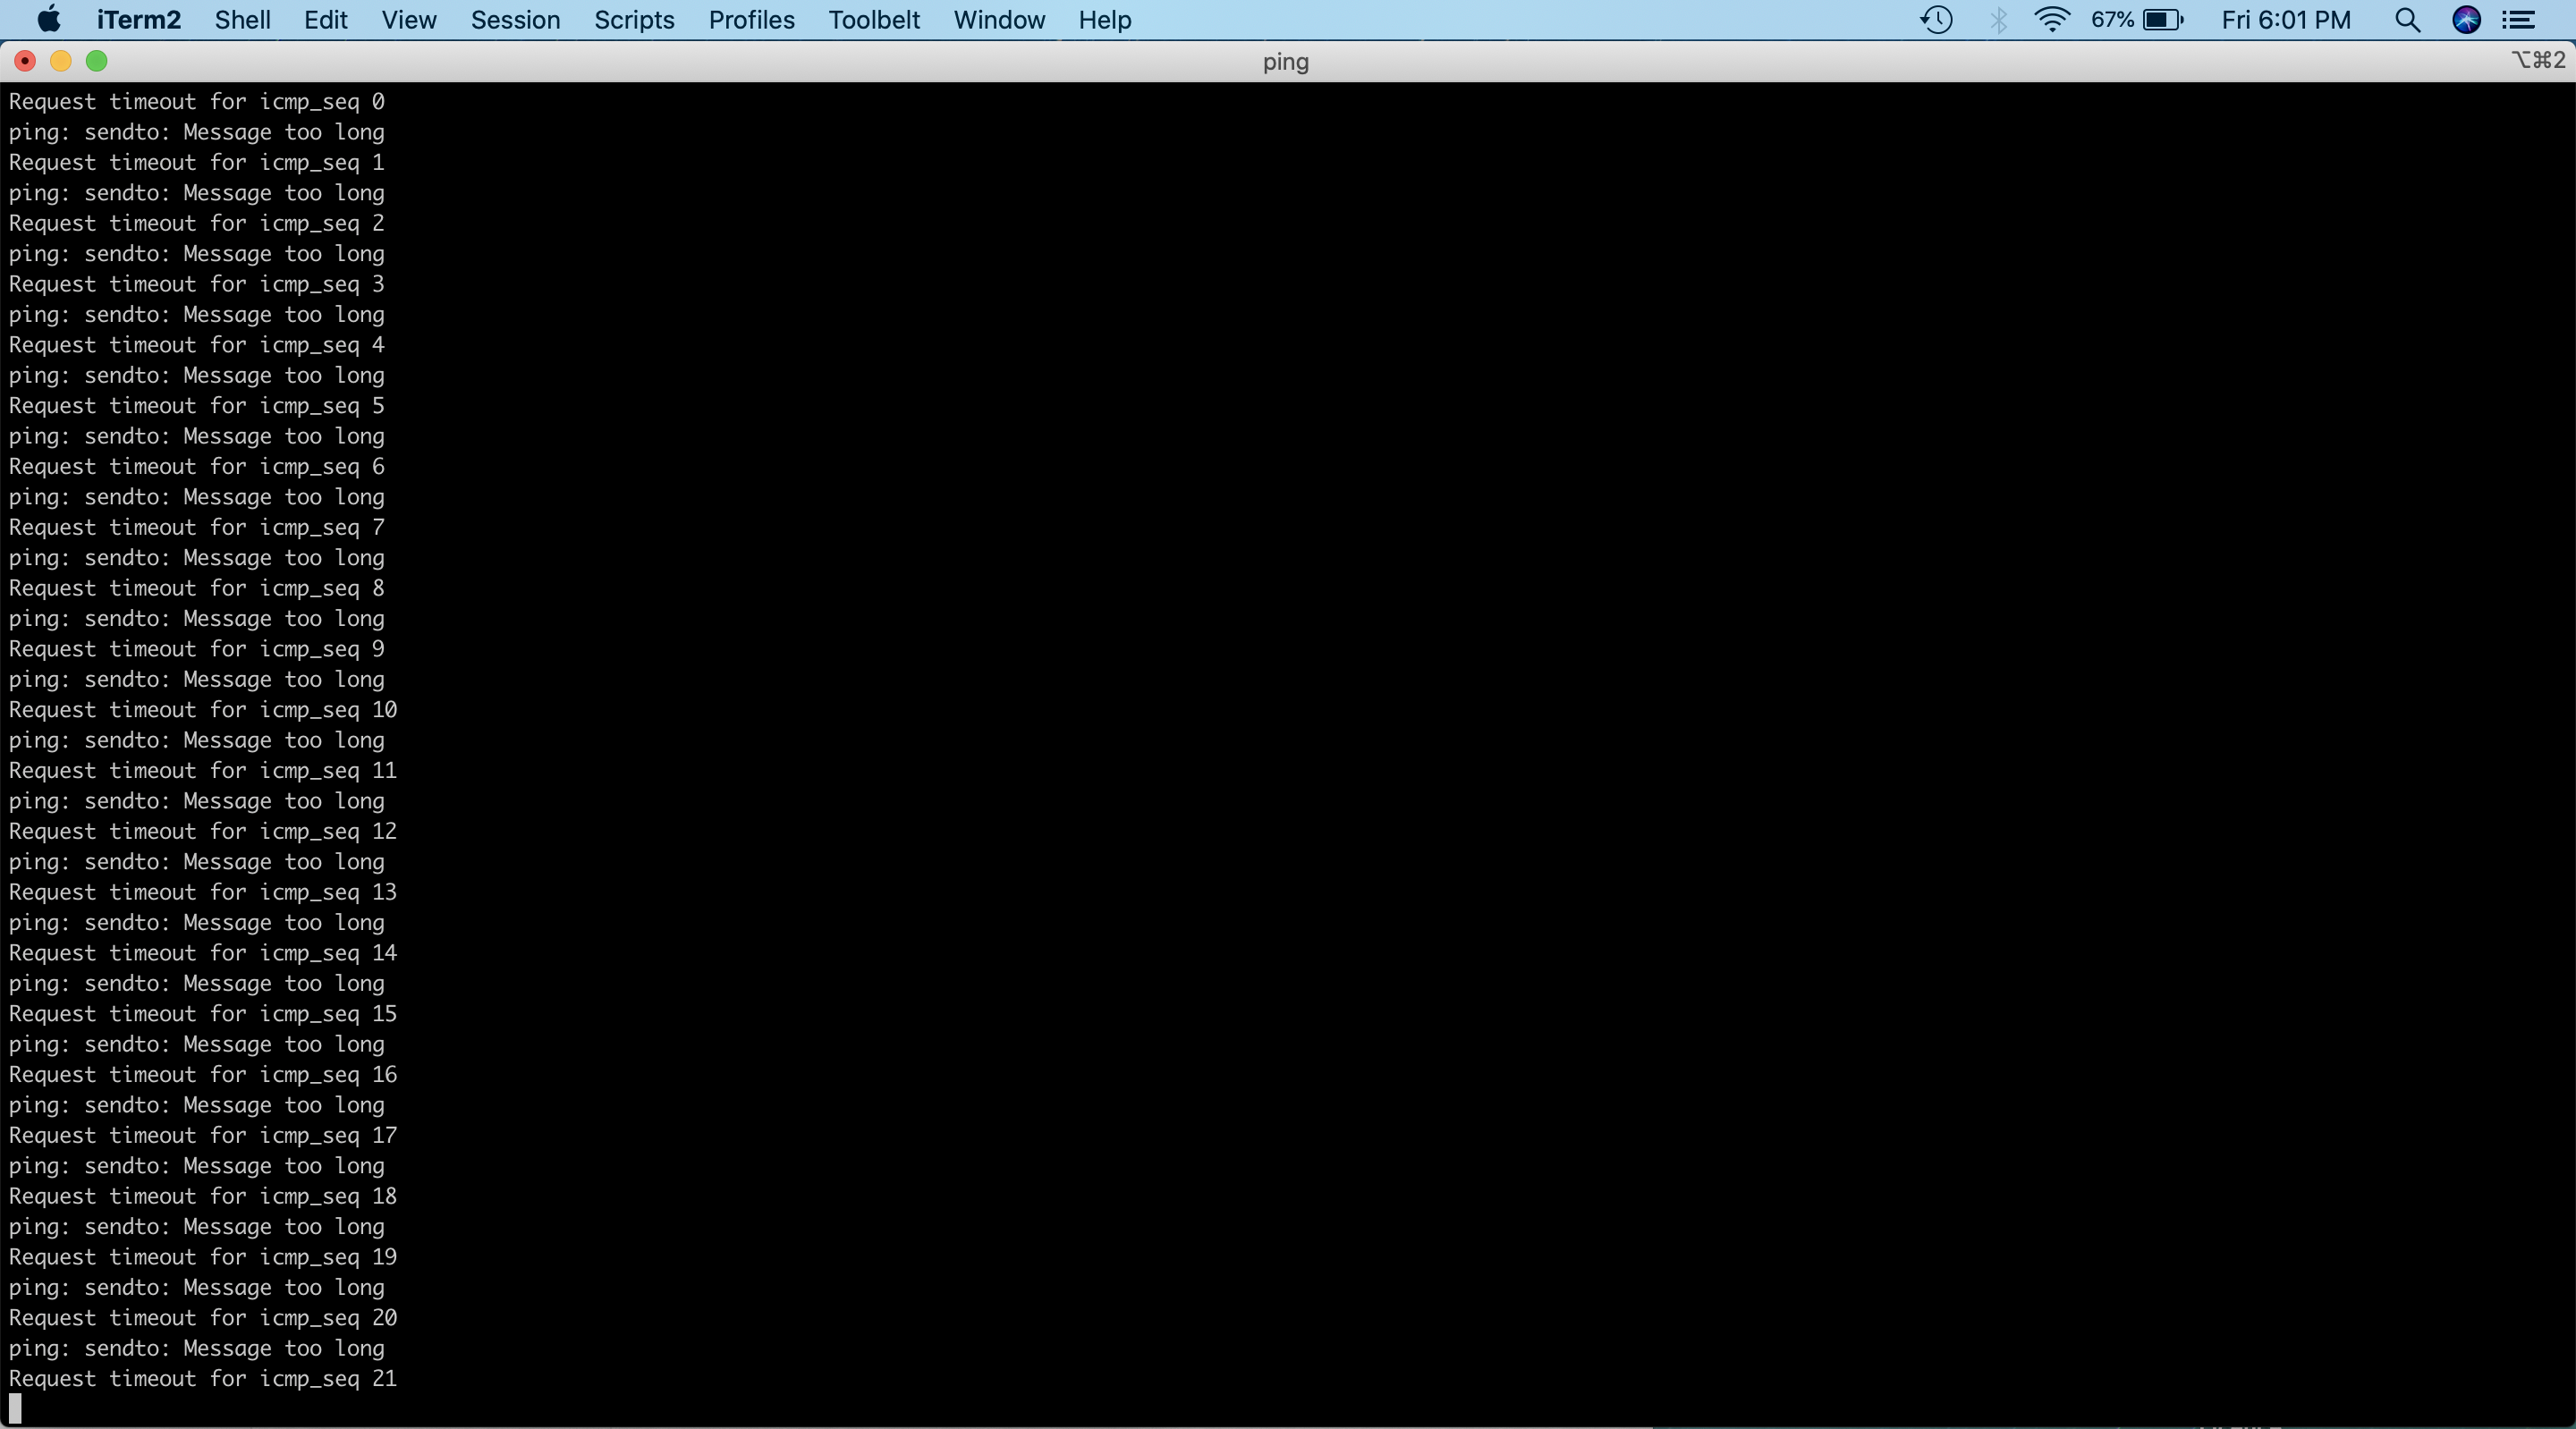 iTerm2 Shell Edit View Session Scripts Profiles Toolbelt Window Help 67% Fri 6:01 PM
ping ⌥⌘2
Request timeout for icmp_seq 0
ping: sendto: Message too long
Request timeout for icmp_seq 1
ping: sendto: Message too long
Request timeout for icmp_seq 2
ping: sendto: Message too long
Request timeout for icmp_seq 3
ping: sendto: Message too long
Request timeout for icmp_seq 4
ping: sendto: Message too long
Request timeout for icmp_seq 5
ping: sendto: Message too long
Request timeout for icmp_seq 6
ping: sendto: Message too long
Request timeout for icmp_seq 7
ping: sendto: Message too long
Request timeout for icmp_seq 8
ping: sendto: Message too long
Request timeout for icmp_seq 9
ping: sendto: Message too long
Request timeout for icmp_seq 10
ping: sendto: Message too long
Request timeout for icmp_seq 11
ping: sendto: Message too long
Request timeout for icmp_seq 12
ping: sendto: Message too long
Request timeout for icmp_seq 13
ping: sendto: Message too long
Request timeout for icmp_seq 14
ping: sendto: Message too long
Request timeout for icmp_seq 15
ping: sendto: Message too long
Request timeout for icmp_seq 16
ping: sendto: Message too long
Request timeout for icmp_seq 17
ping: sendto: Message too long
Request timeout for icmp_seq 18
ping: sendto: Message too long
Request timeout for icmp_seq 19
ping: sendto: Message too long
Request timeout for icmp_seq 20
ping: sendto: Message too long
Request timeout for icmp_seq 21